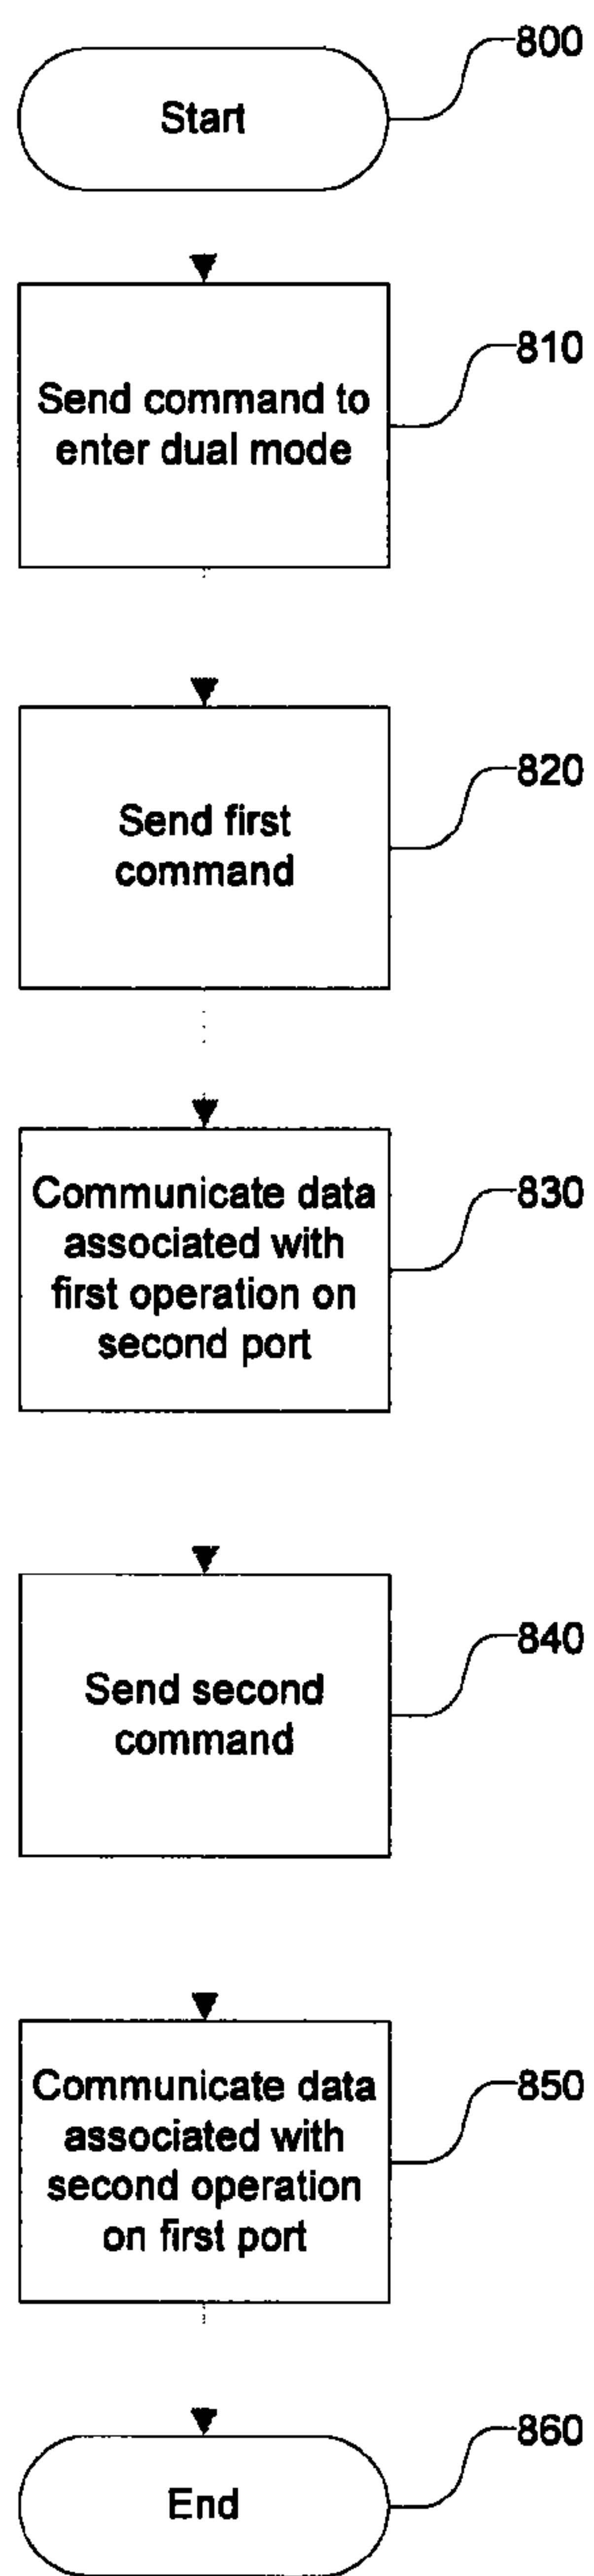 800
Start
810
Send command to
enter dual mode
820
Send first
command
830
Communicate data
associated with
first operation on
second port
840
Send second
command
850
Communicate data
associated with
second operation
on first port
860
End